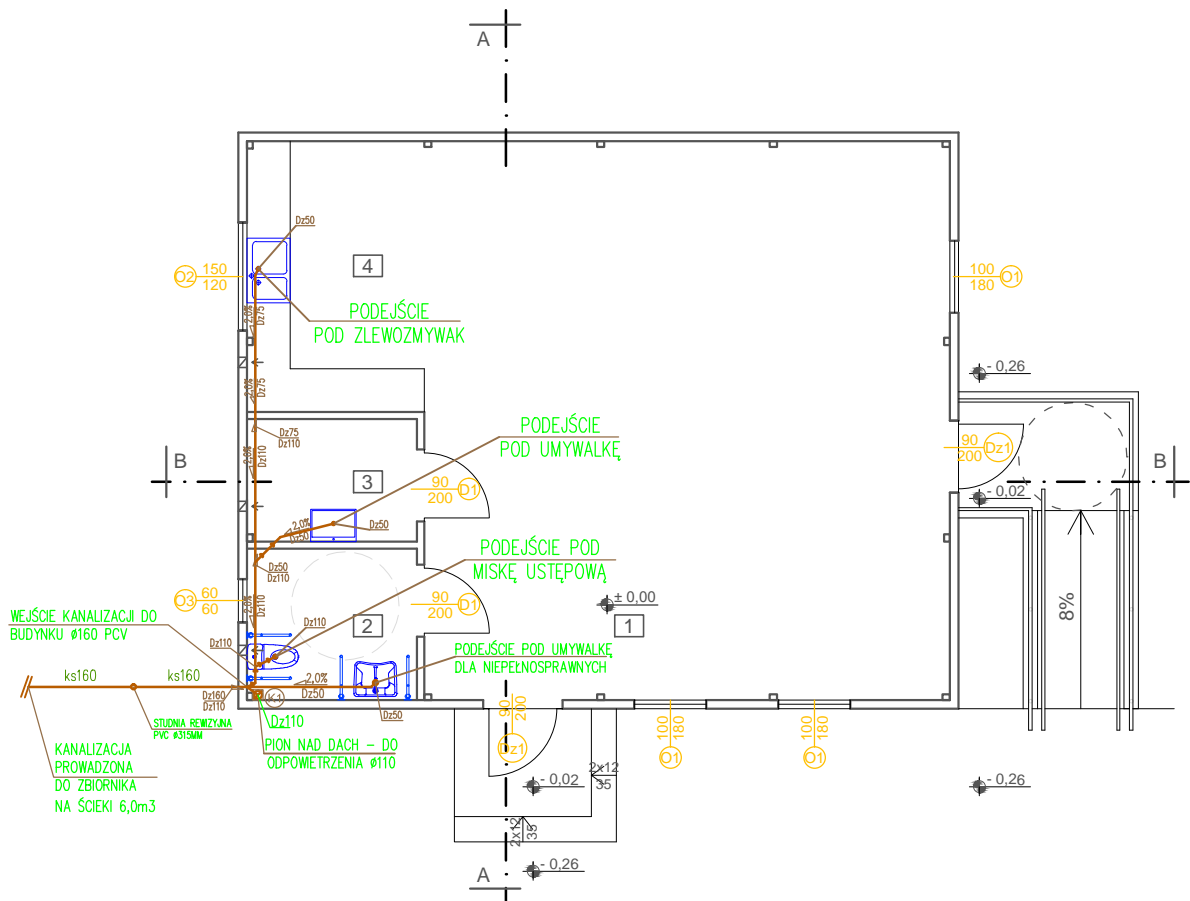 A
Dz50
4
O2
150
120
100
180
O1
2,0%
Dz75
PODEJŚCIE
POD ZLEWOZMYWAK
- 0,26
2,0%
Dz75
Dz75
Dz110
PODEJŚCIE
POD UMYWALKĘ
90
200
Dz1
B
B
2,0%
Dz110
3
90
200
D1
- 0,02
2,0%
Dz50
Dz50
Dz50
Dz110
PODEJŚCIE POD
MISKĘ USTĘPOWĄ
O3
60
60
2,0%
Dz110
90
200
D1
± 0,00
8%
WEJŚCIE KANALIZACJI DO
BUDYNKU ø160 PCV
Dz110
2
1
Dz110
PODEJŚCIE POD UMYWALKĘ
DLA NIEPEŁNOSPRAWNYCH
ks160
ks160
2,0%
Dz50
Dz160
Dz110
K1
Dz50
STUDNIA REWIZYJNA
PVC ø315MM
Dz110
90
200
Dz1
100
180
O1
100
180
O1
KANALIZACJA
PROWADZONA
DO ZBIORNIKA
NA ŚCIEKI 6,0m3
PION NAD DACH – DO
ODPOWIETRZENIA ø110
2x12
35
- 0,02
- 0,26
2x12
35
- 0,26
A